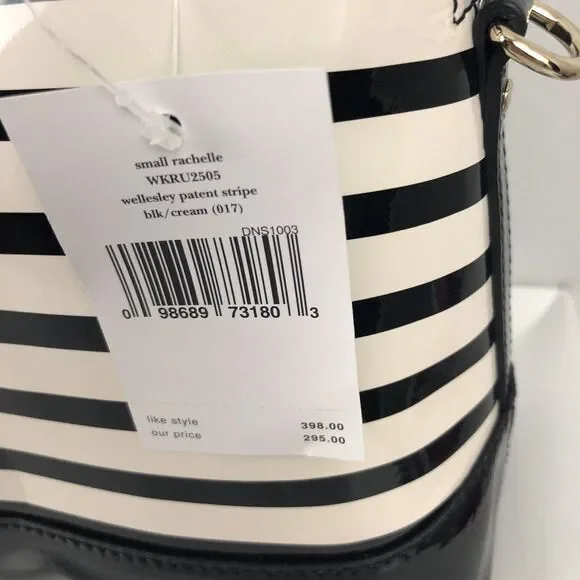 small rachelle
WKRU2505
wellesley patent stripe
blk/cream (017)
DNS1003
0 98689 73180 3
like style 398.00
our price 295.00